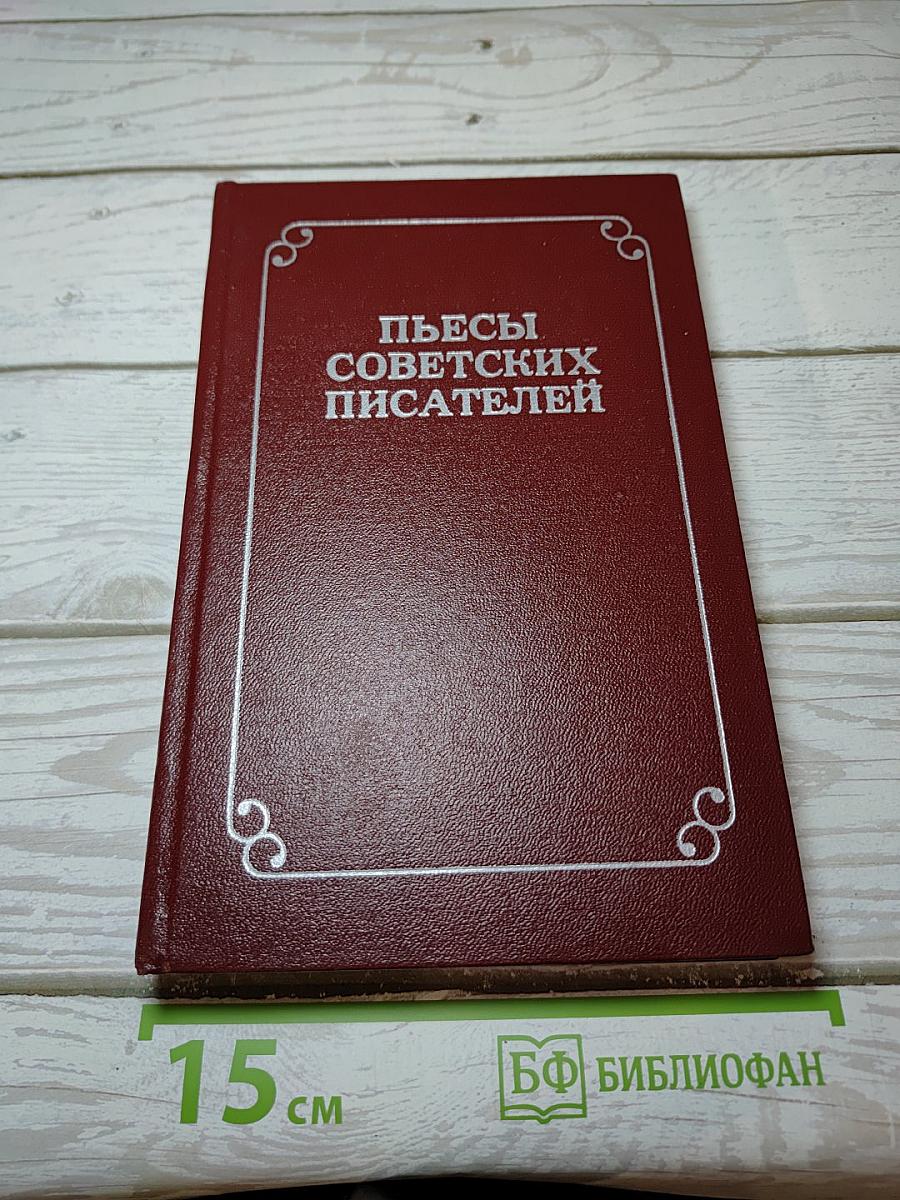 ПЬЕСЫ
СОВЕТСКИХ
ПИСАТЕЛЕЙ
15 см
БФ БИБЛИОФАН